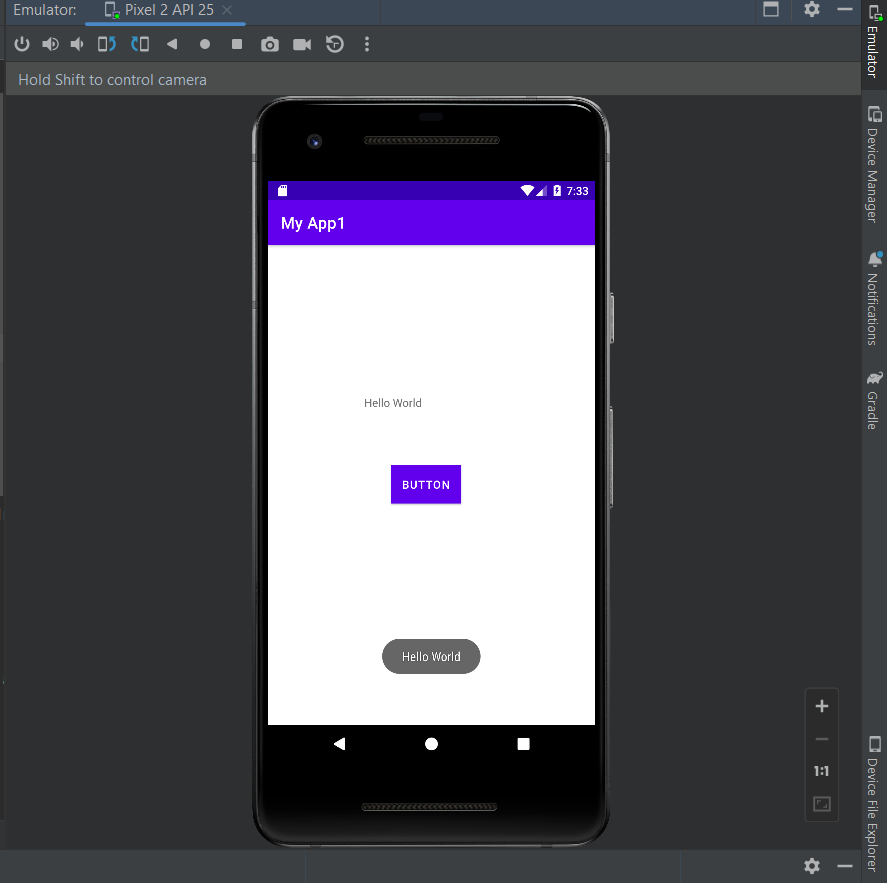 Emulator:
Pixel 2 API 25
Hold Shift to control camera
7:33
My App1
Hello World
BUTTON
Hello World
1:1
Emulator
Device Manager
Notifications
Gradle
Device File Explorer